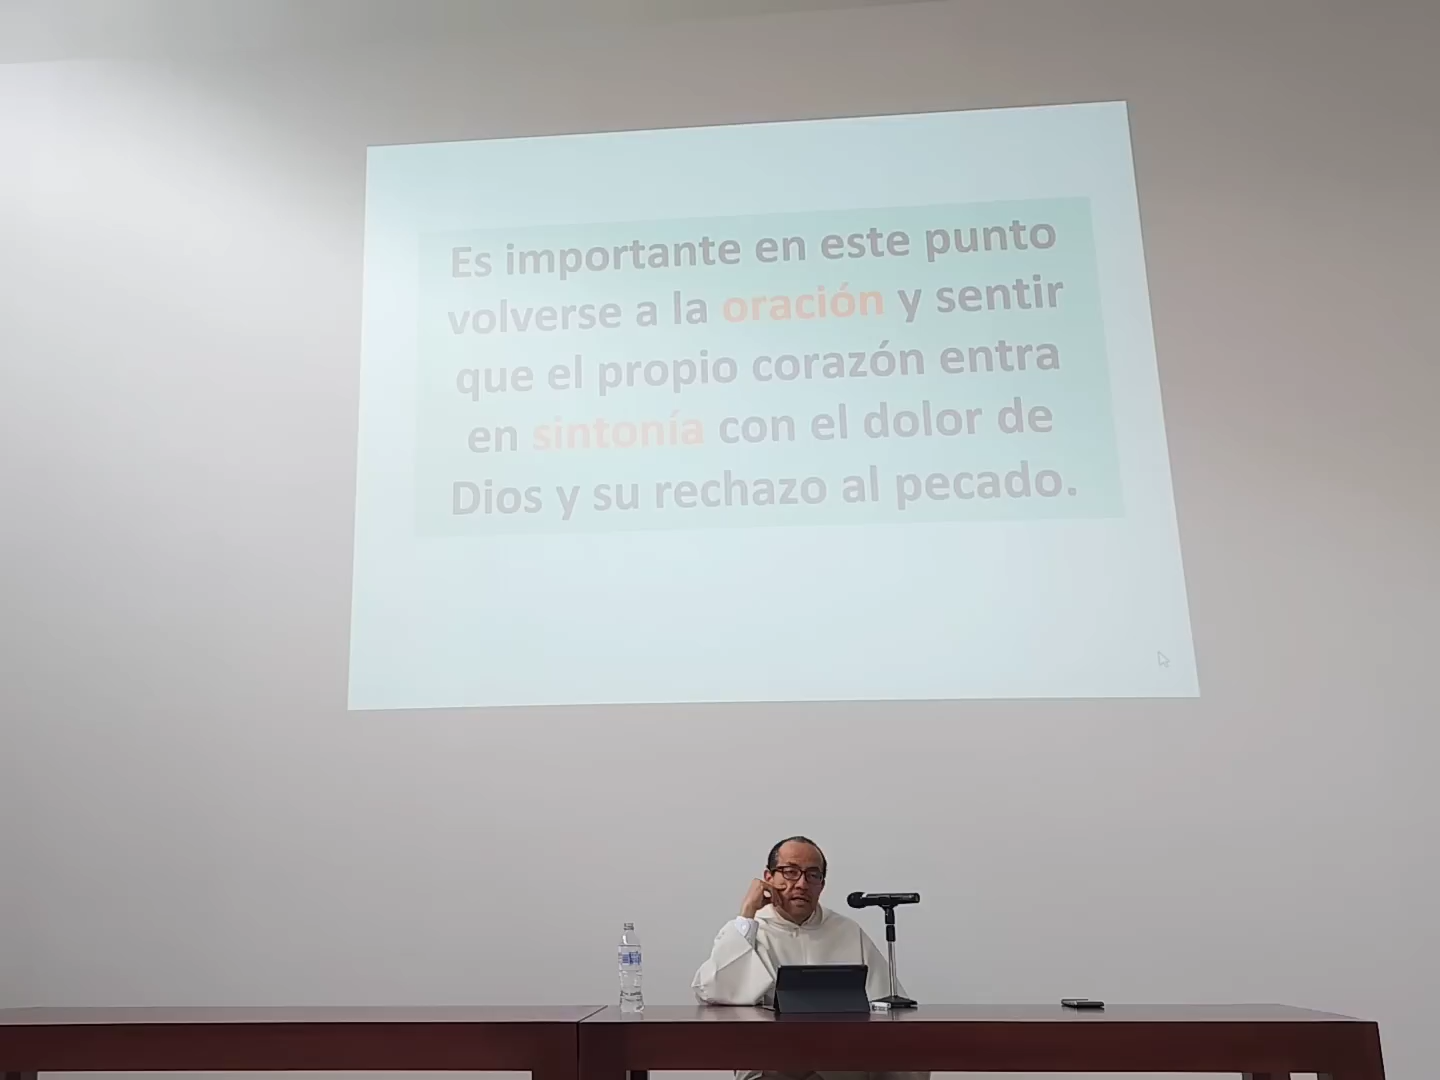 Es importante en este punto
volverse a la oración y sentir
que el propio corazón entra
en sintonía con el dolor de
Dios y su rechazo al pecado.